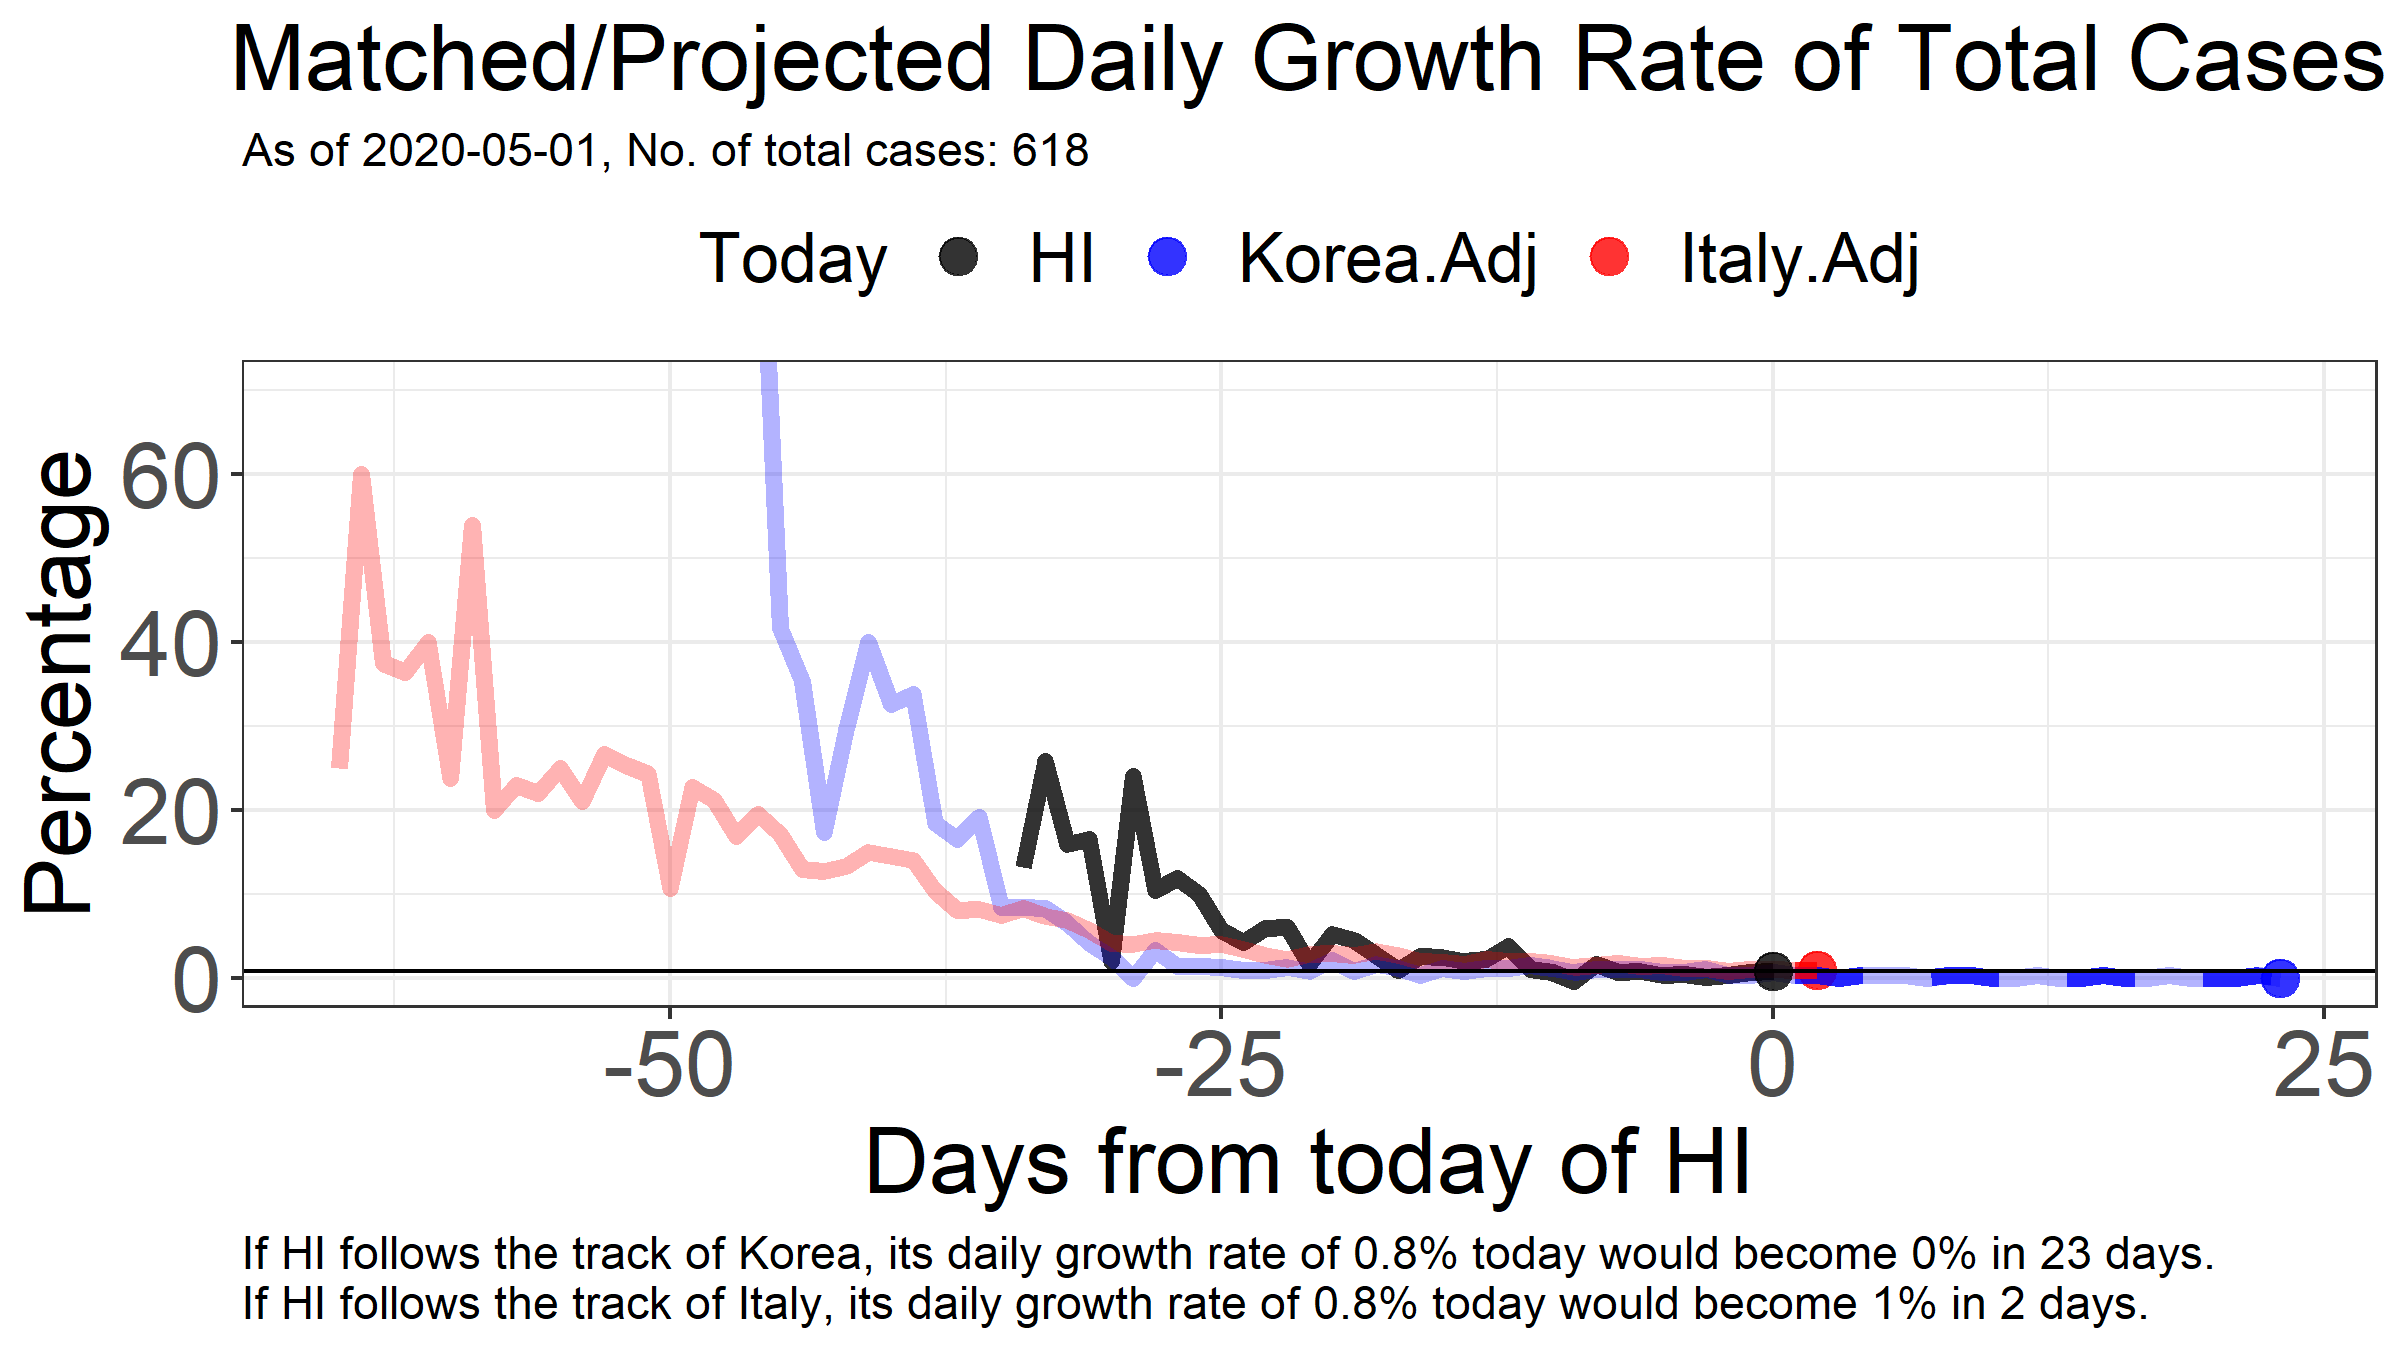 Matched/Projected Daily Growth Rate of Total Cases
As of 2020-05-01, No. of total cases: 618
Today HI Korea.Adj Italy.Adj
Percentage
60
40
20
0
-50 -25 0 25
Days from today of HI
If HI follows the track of Korea, its daily growth rate of 0.8% today would become 0% in 23 days.
If HI follows the track of Italy, its daily growth rate of 0.8% today would become 1% in 2 days.